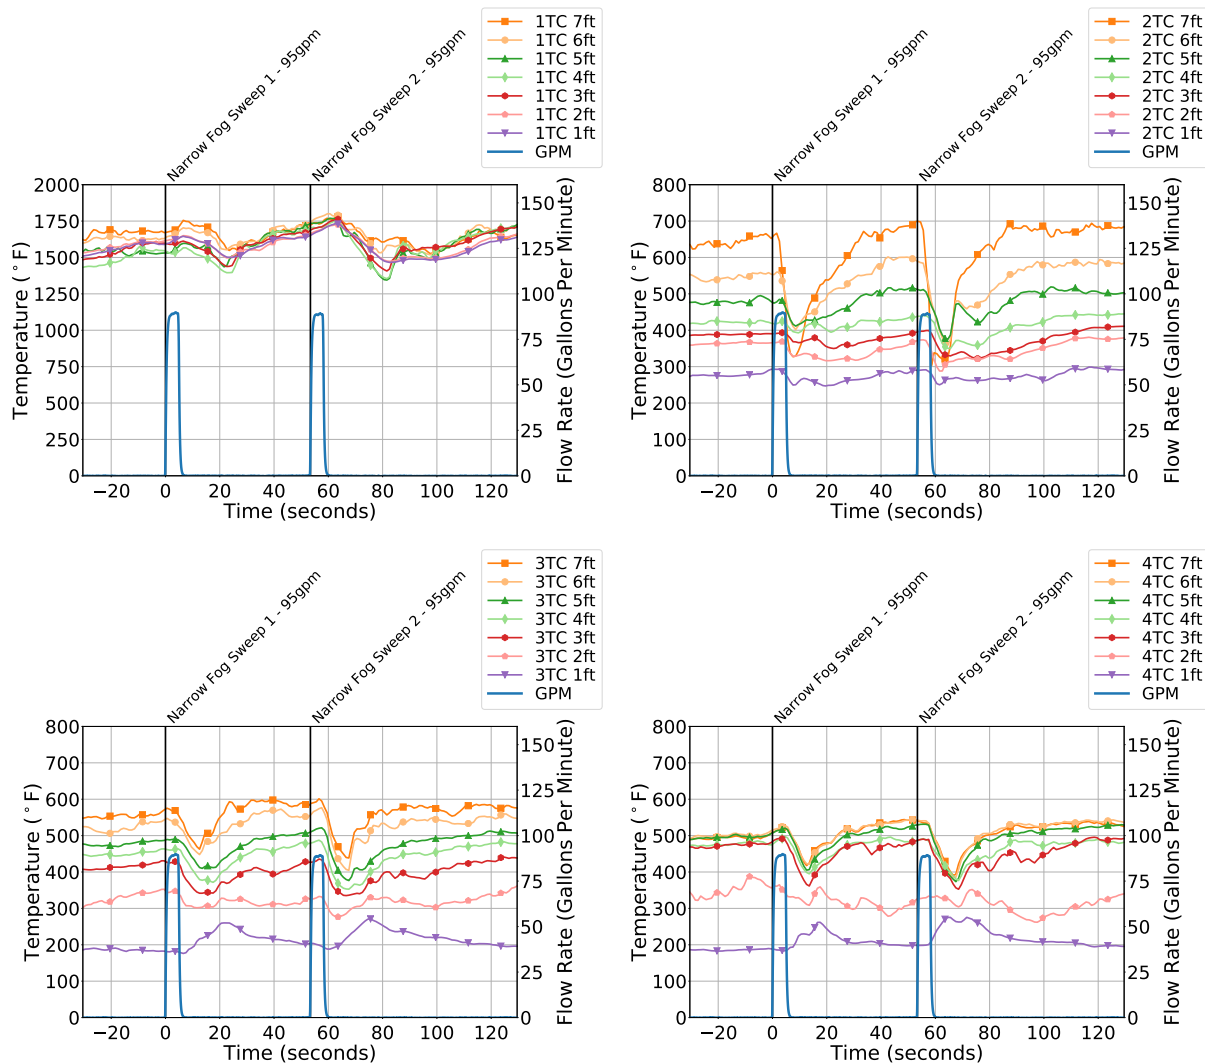 1TC 7ft
1TC 6ft
1TC 5ft
1TC 4ft
1TC 3ft
1TC 2ft
1TC 1ft
GPM
Narrow Fog Sweep 1 - 95gpm
Narrow Fog Sweep 2 - 95gpm
2000
1750
1500
1250
1000
750
500
250
0
150
125
100
75
50
25
0
−20 0 20 40 60 80 100 120
Temperature (°F)
Flow Rate (Gallons Per Minute)
Time (seconds)
2TC 7ft
2TC 6ft
2TC 5ft
2TC 4ft
2TC 3ft
2TC 2ft
2TC 1ft
GPM
Narrow Fog Sweep 1 - 95gpm
Narrow Fog Sweep 2 - 95gpm
800
700
600
500
400
300
200
100
0
150
125
100
75
50
25
0
−20 0 20 40 60 80 100 120
Temperature (°F)
Flow Rate (Gallons Per Minute)
Time (seconds)
3TC 7ft
3TC 6ft
3TC 5ft
3TC 4ft
3TC 3ft
3TC 2ft
3TC 1ft
GPM
Narrow Fog Sweep 1 - 95gpm
Narrow Fog Sweep 2 - 95gpm
800
700
600
500
400
300
200
100
0
150
125
100
75
50
25
0
−20 0 20 40 60 80 100 120
Temperature (°F)
Flow Rate (Gallons Per Minute)
Time (seconds)
4TC 7ft
4TC 6ft
4TC 5ft
4TC 4ft
4TC 3ft
4TC 2ft
4TC 1ft
GPM
Narrow Fog Sweep 1 - 95gpm
Narrow Fog Sweep 2 - 95gpm
800
700
600
500
400
300
200
100
0
150
125
100
75
50
25
0
−20 0 20 40 60 80 100 120
Temperature (°F)
Flow Rate (Gallons Per Minute)
Time (seconds)